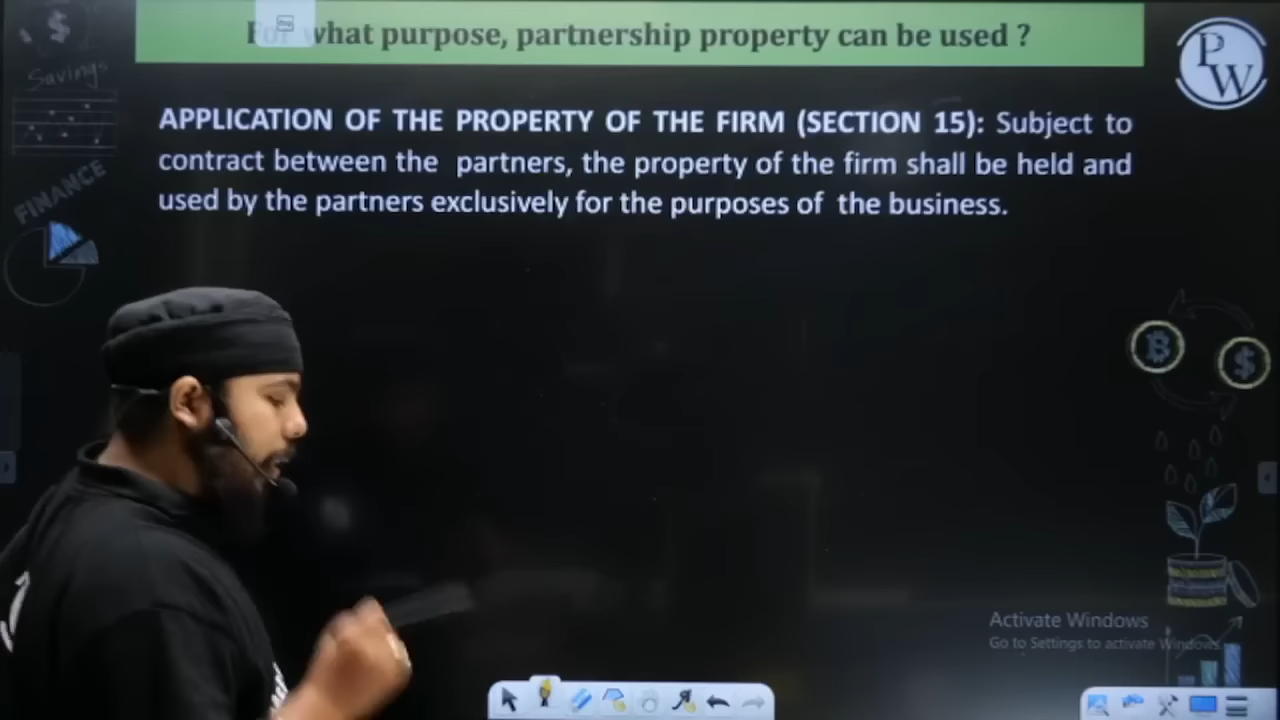 For what purpose, partnership property can be used ?
P
W
Savings
FINANCE
APPLICATION OF THE PROPERTY OF THE FIRM (SECTION 15): Subject to
contract between the partners, the property of the firm shall be held and
used by the partners exclusively for the purposes of the business.
Activate Windows
Go to Settings to activate Windows.